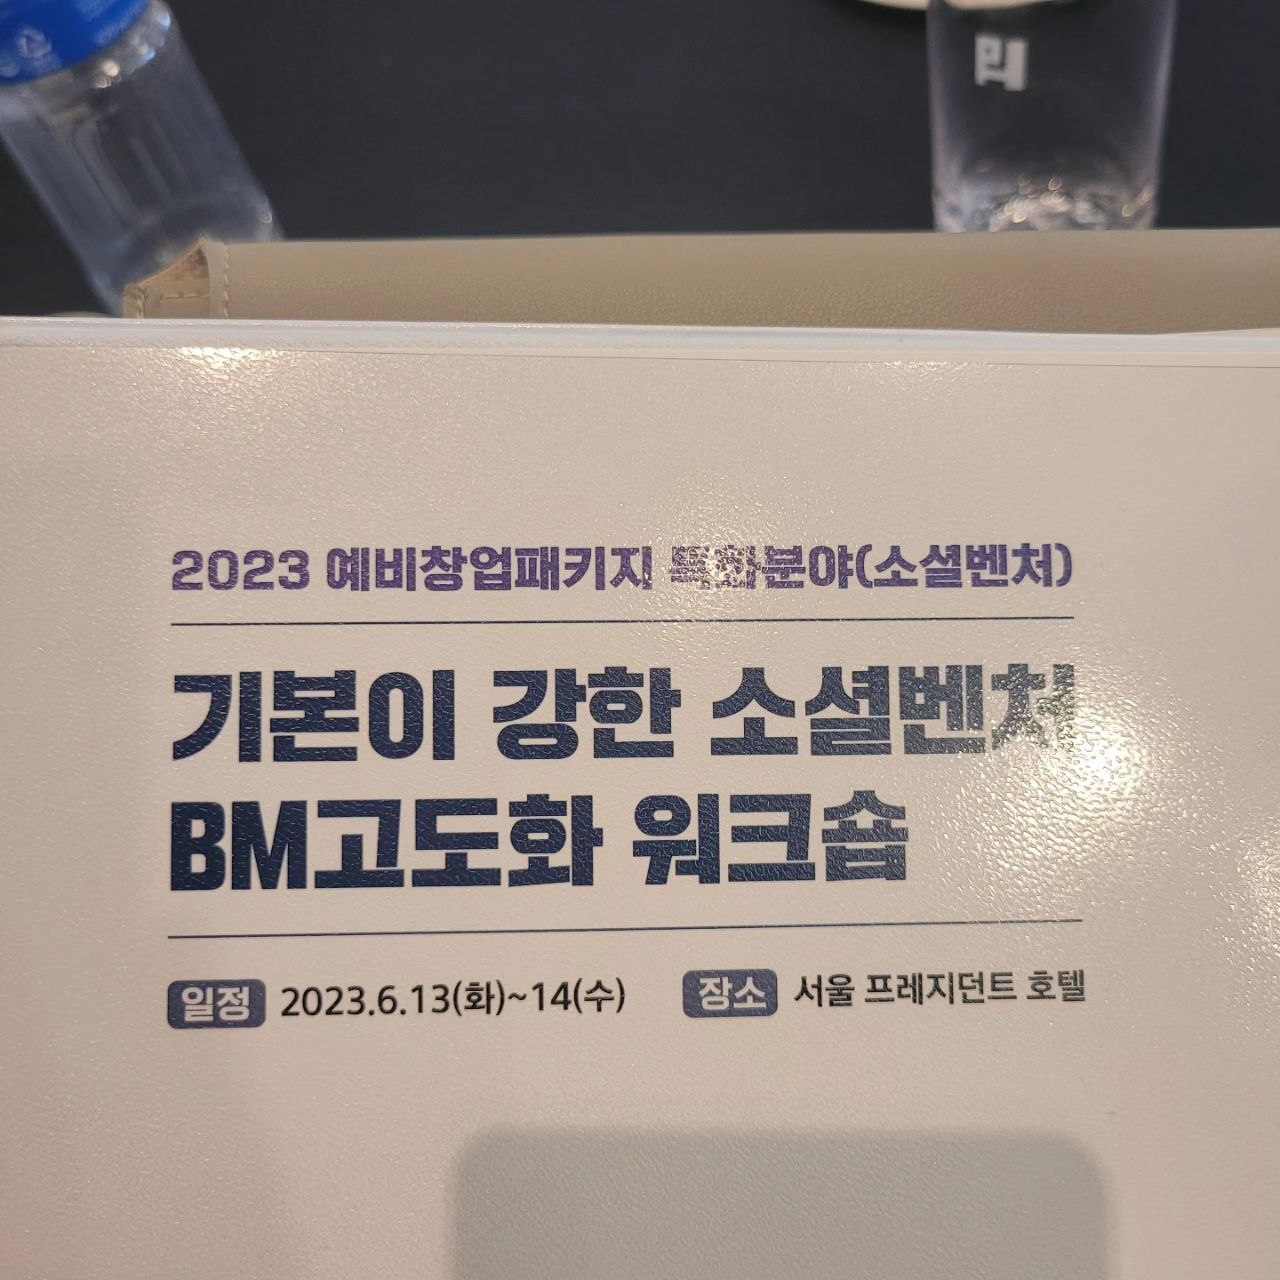 2023 예비창업패키지 특화분야(소셜벤처)
기본이 강한 소셜벤처
BM고도화 워크숍
일정 2023.6.13(화)~14(수) 장소 서울 프레지던트 호텔